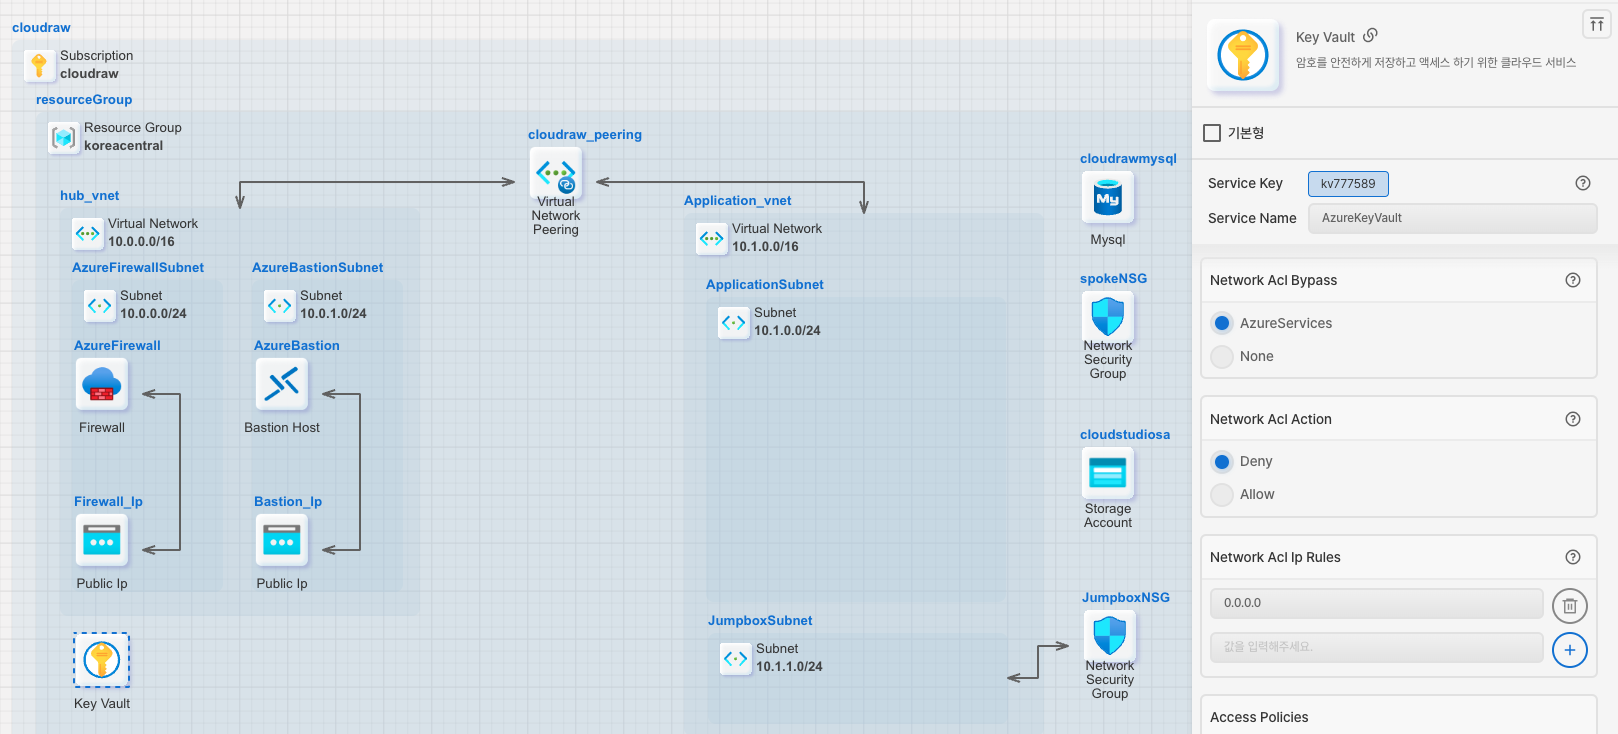 cloudraw
Subscription
cloudraw
resourceGroup
Resource Group
koreacentral
hub_vnet
Virtual Network
10.0.0.0/16
AzureFirewallSubnet
Subnet
10.0.0.0/24
AzureFirewall
Firewall
Firewall_Ip
Public Ip
AzureBastionSubnet
Subnet
10.0.1.0/24
AzureBastion
Bastion Host
Bastion_Ip
Public Ip
Key Vault
cloudraw_peering
Virtual
Network
Peering
Application_vnet
Virtual Network
10.1.0.0/16
ApplicationSubnet
Subnet
10.1.0.0/24
JumpboxSubnet
Subnet
10.1.1.0/24
cloudrawmysql
My
Mysql
spokeNSG
Network
Security
Group
cloudstudiosa
Storage
Account
JumpboxNSG
Network
Security
Group
Key Vault
암호를 안전하게 저장하고 액세스 하기 위한 클라우드 서비스
기본형
Service Key
kv777589
?
Service Name
AzureKeyVault
Network Acl Bypass
?
AzureServices
None
Network Acl Action
?
Deny
Allow
Network Acl Ip Rules
?
0.0.0.0
값을 입력해주세요.
+
Access Policies